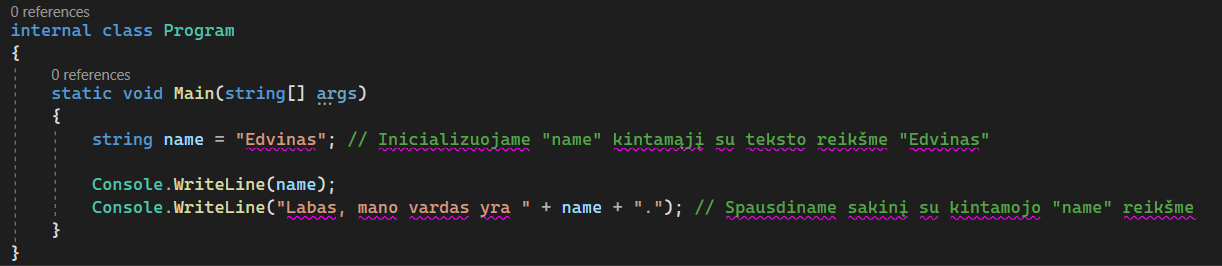 0 references
internal class Program
{
0 references
static void Main(string[] args)
{
string name = "Edvinas"; // Inicializuojame "name" kintamąjį su teksto reikšme "Edvinas"
Console.WriteLine(name);
Console.WriteLine("Labas, mano vardas yra " + name + "."); // Spausdiname sakinį su kintamojo "name" reikšme
}
}